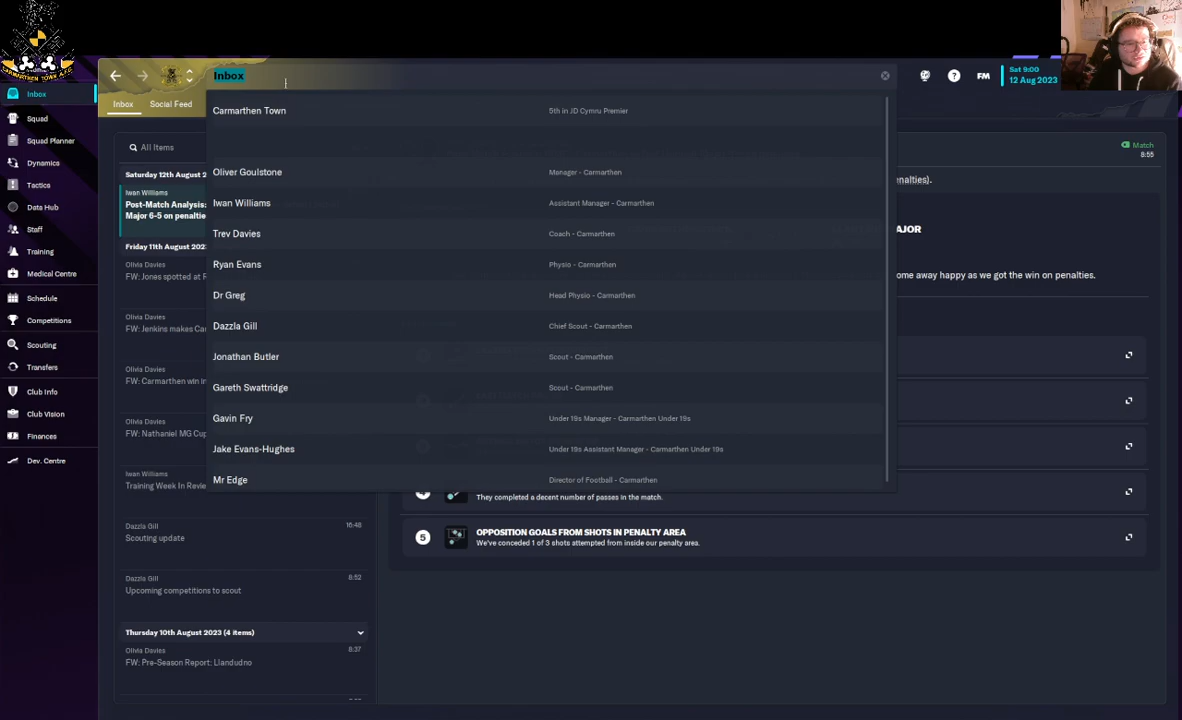 CARMARTHEN TOWN A.F.C.
Inbox
Sat 9:00
12 Aug 2023
FM
?
Inbox
Squad
Squad Planner
Dynamics
Tactics
Data Hub
Staff
Training
Medical Centre
Schedule
Competitions
Scouting
Transfers
Club Info
Club Vision
Finances
Dev. Centre
Inbox
Social Feed
All Items
Saturday 12th August 2
Iwan Williams
Post-Match Analysis:
Major 6-5 on penaltie
Friday 11th August 202
Olivia Davies
FW: Jones spotted at R
Olivia Davies
FW: Jenkins makes Car
Olivia Davies
FW: Carmarthen win in
Olivia Davies
FW: Nathaniel MG Cup
Iwan Williams
Training Week In Revie
Dazla Gill
16:48
Scouting update
Dazla Gill
8:52
Upcoming competitions to scout
Thursday 10th August 2023 (4 items)
Olivia Davies
8:37
FW: Pre-Season Report: Llandudno
Carmarthen Town
5th in JD Cymru Premier
Oliver Goulstone
Manager - Carmarthen
Iwan Williams
Assistant Manager - Carmarthen
Trev Davies
Coach - Carmarthen
Ryan Evans
Physio - Carmarthen
Dr Greg
Head Physio - Carmarthen
Dazzla Gill
Chief Scout - Carmarthen
Jonathan Butler
Scout - Carmarthen
Gareth Swattridge
Scout - Carmarthen
Gavin Fry
Under 19s Manager - Carmarthen Under 19s
Jake Evans-Hughes
Under 19s Assistant Manager - Carmarthen Under 19s
Mr Edge
Director of Football - Carmarthen
Match
8:55
enalties).
AJOR
ome away happy as we got the win on penalties.
They completed a decent number of passes in the match.
5
OPPOSITION GOALS FROM SHOTS IN PENALTY AREA
We've conceded 1 of 3 shots attempted from inside our penalty area.